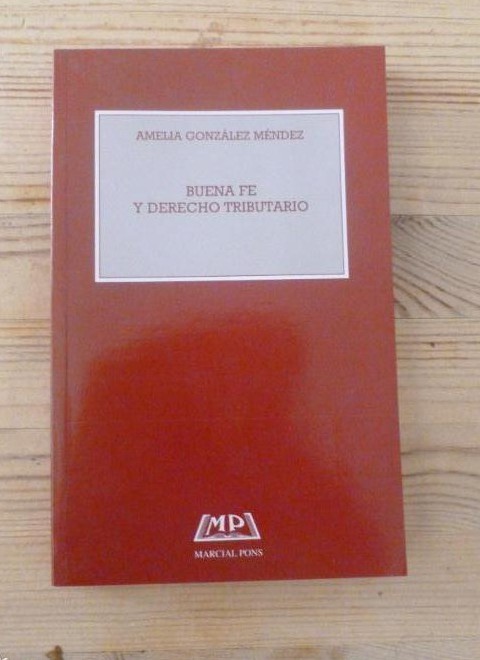 AMELIA GONZÁLEZ MÉNDEZ
BUENA FE
Y DERECHO TRIBUTARIO
MP
MARCIAL PONS